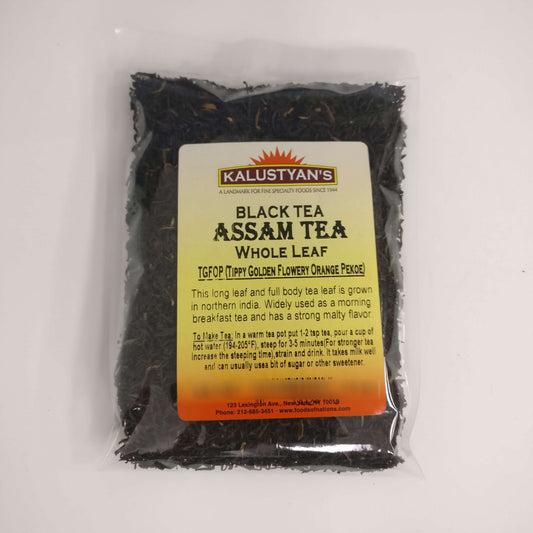 KALUSTYAN'S
A LANDMARK FOR FINE SPECIALTY FOODS SINCE 1944
BLACK TEA
ASSAM TEA
WHOLE LEAF
TGFOP (TIPPY GOLDEN FLOWERY ORANGE PEKOE)
This long leaf and full body tea leaf is grown
in northern india. Widely used as a morning
breakfast tea and has a strong malty flavor.
To Make Tea: In a warm tea pot put 1-2 tsp tea, pour a cup of
hot water (194-205°F), steep for 3-5 minutes(For stronger tea
increase the steeping time),strain and drink. It takes milk well
and can usually usea bit of sugar or other sweetener.
123 Lexington Ave., New York, NY 10016
Phone: 212-685-3451 - www.foodsofnations.com